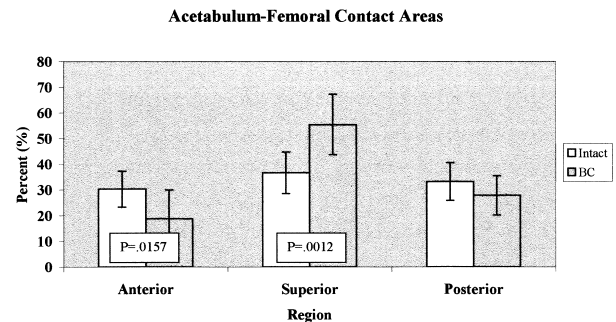 Acetabulum-Femoral Contact Areas
80
70
60
50
40
30
20
10
0
Percent (%)
P=.0157
P=.0012
Intact
BC
Anterior
Superior
Posterior
Region